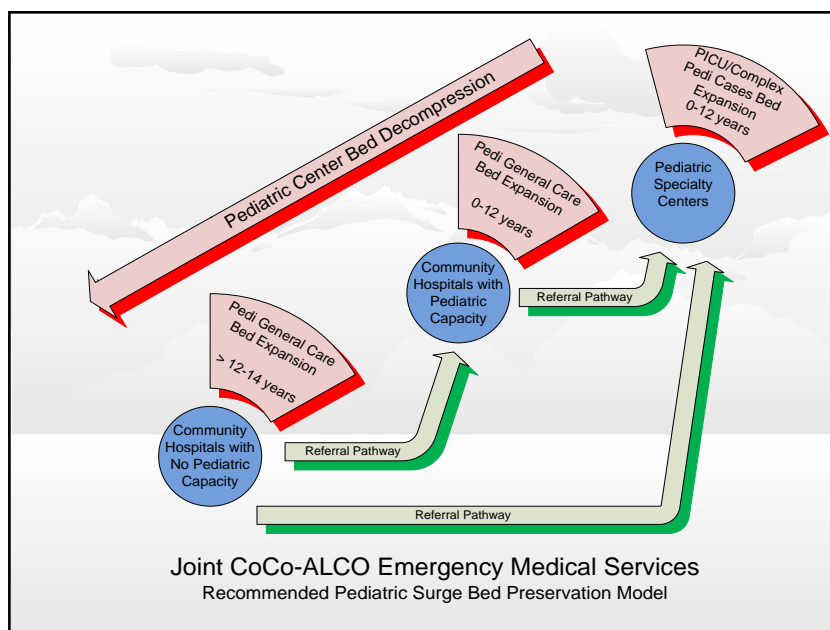 Pediatric Center Bed Decompression
PICU/Complex
Pedi Cases Bed
Expansion
0-12 years
Pediatric
Specialty
Centers
Pedi General Care
Bed Expansion
0-12 years
Community
Hospitals with
Pediatric
Capacity
Referral Pathway
Pedi General Care
Bed Expansion
> 12-14 years
Community
Hospitals with
No Pediatric
Capacity
Referral Pathway
Referral Pathway
Joint CoCo-ALCO Emergency Medical Services
Recommended Pediatric Surge Bed Preservation Model